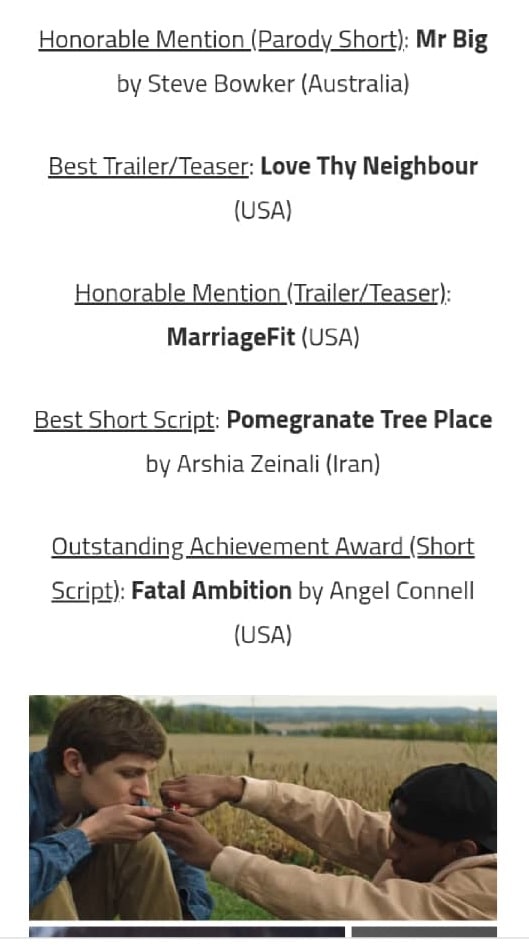 Honorable Mention (Parody Short): Mr Big
by Steve Bowker (Australia)
Best Trailer/Teaser: Love Thy Neighbour
(USA)
Honorable Mention (Trailer/Teaser):
MarriageFit (USA)
Best Short Script: Pomegranate Tree Place
by Arshia Zeinali (Iran)
Outstanding Achievement Award (Short
Script): Fatal Ambition by Angel Connell
(USA)